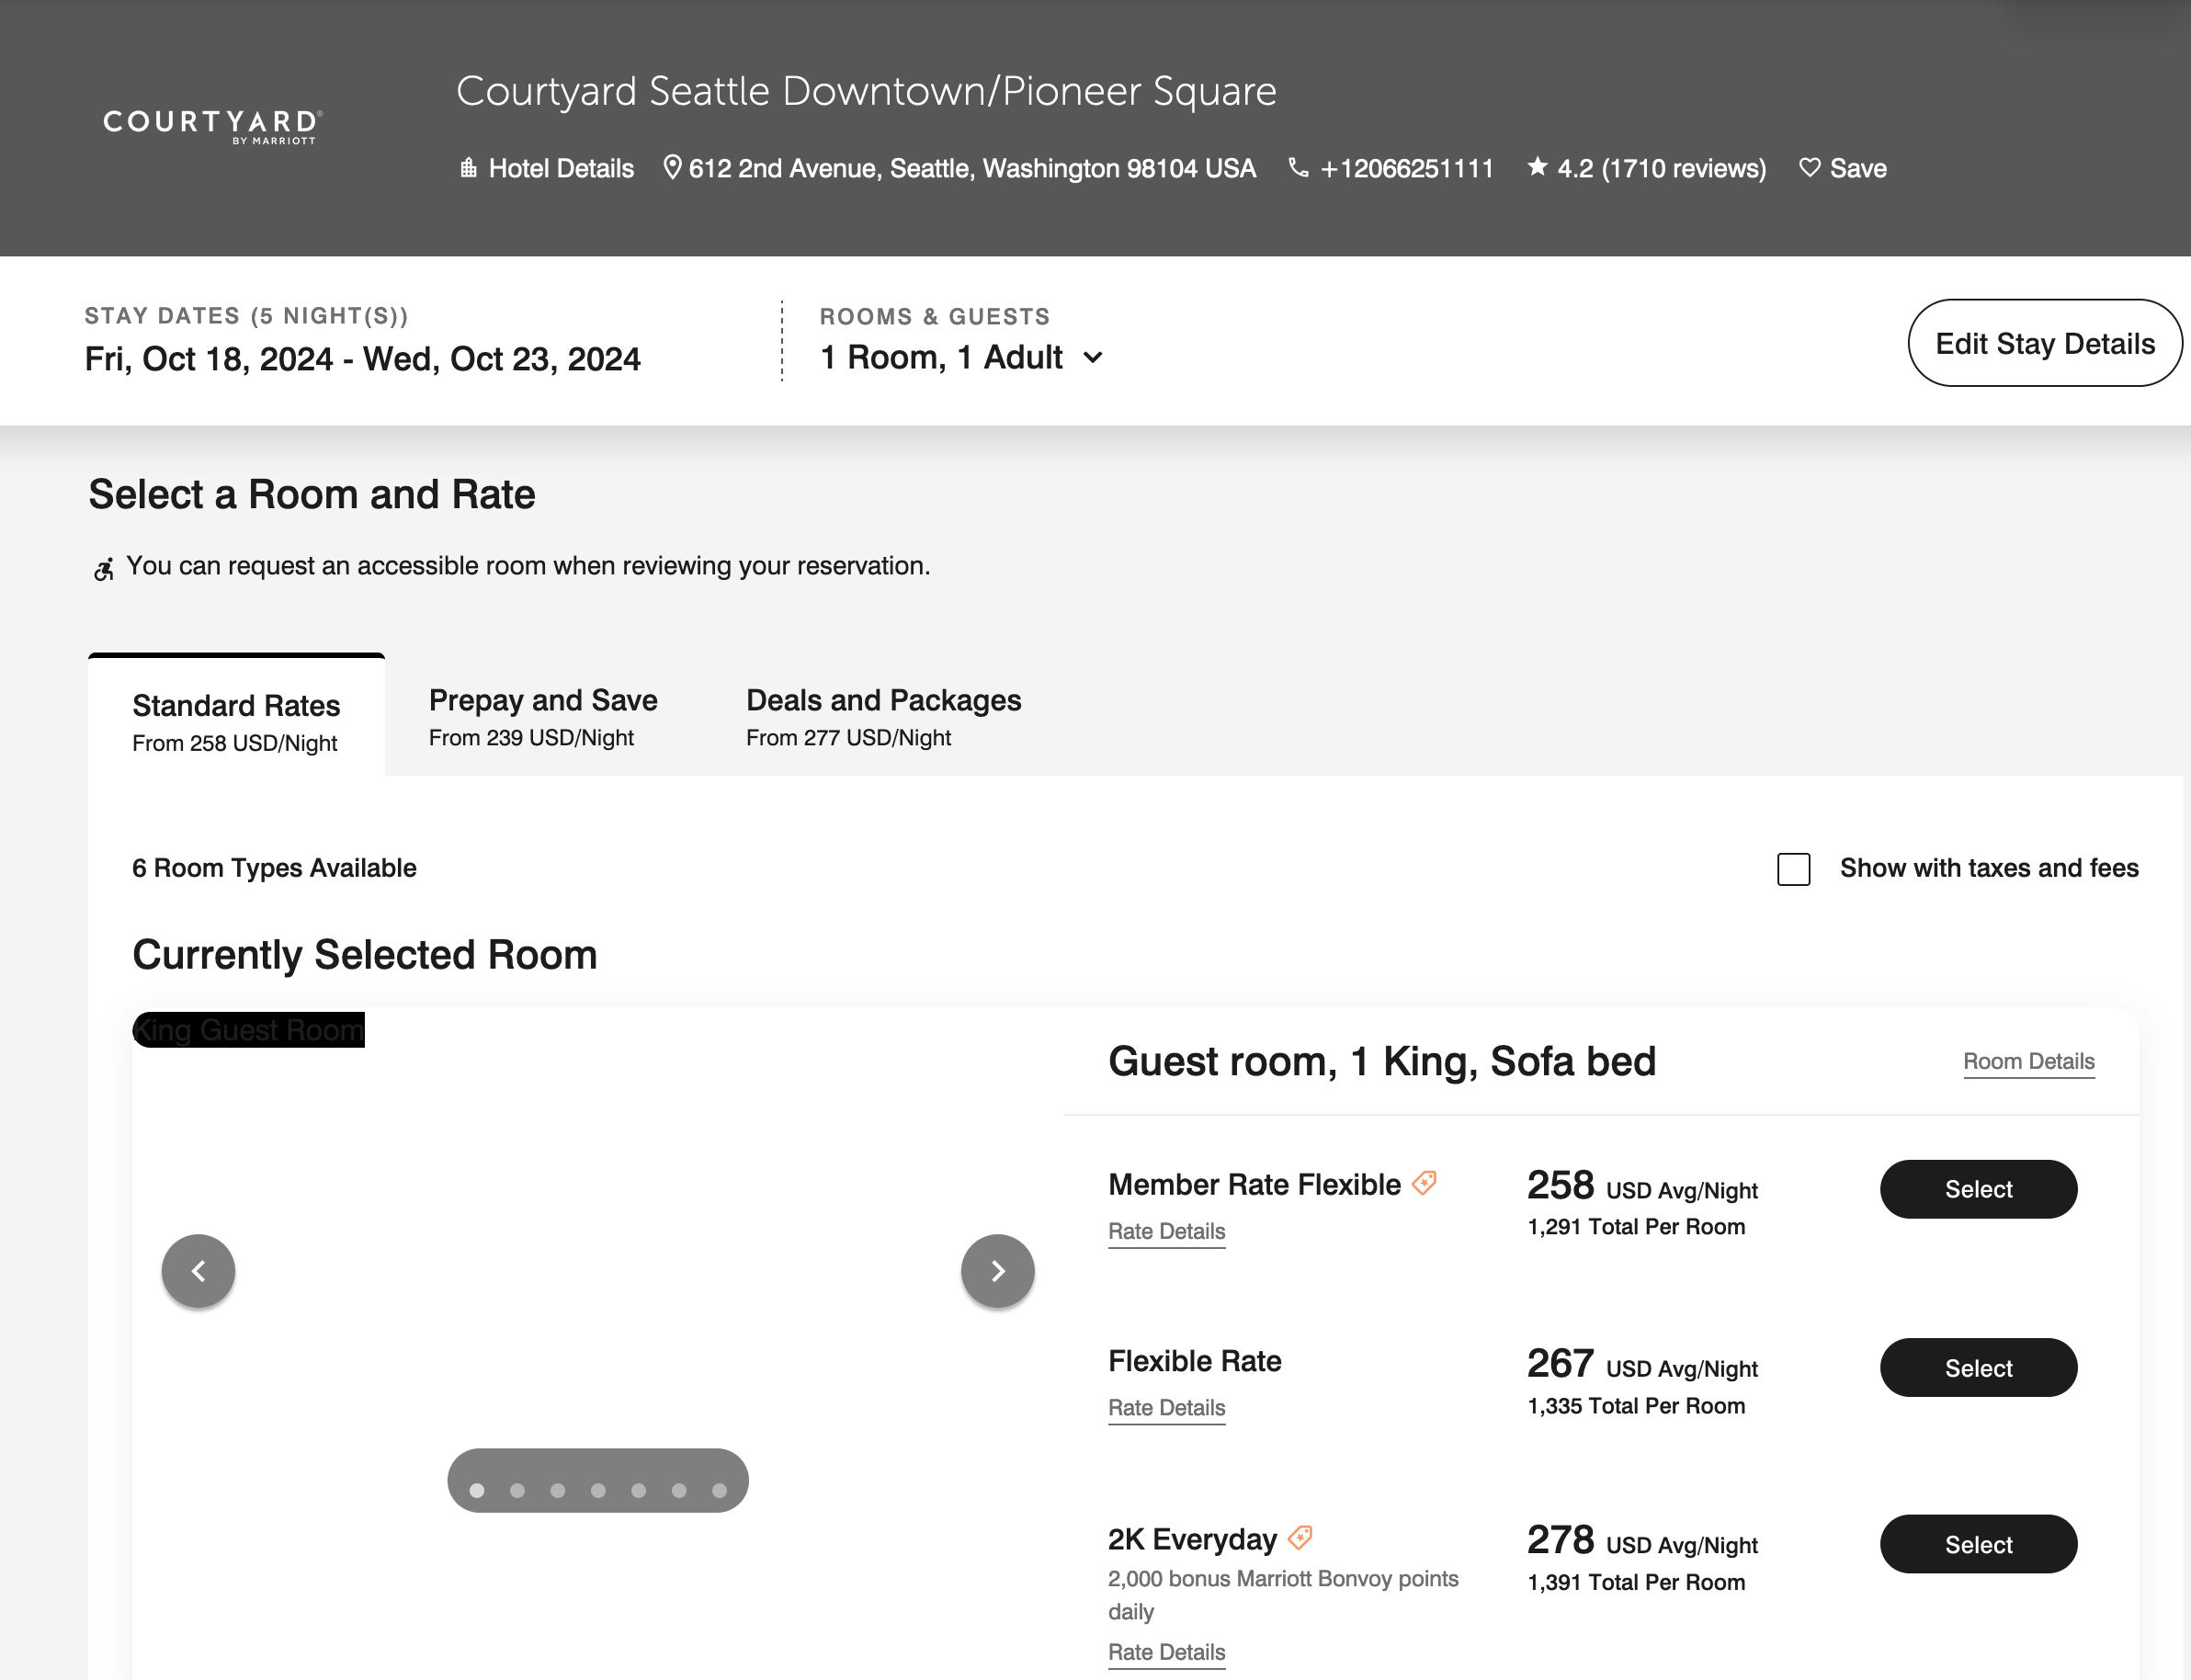 COURTYARD®
BY MARRIOTT
Courtyard Seattle Downtown/Pioneer Square
Hotel Details 612 2nd Avenue, Seattle, Washington 98104 USA +12066251111 4.2 (1710 reviews) Save
STAY DATES (5 NIGHT(S))
Fri, Oct 18, 2024 - Wed, Oct 23, 2024
ROOMS & GUESTS
1 Room, 1 Adult
Edit Stay Details
Select a Room and Rate
You can request an accessible room when reviewing your reservation.
Standard Rates
From 258 USD/Night
Prepay and Save
From 239 USD/Night
Deals and Packages
From 277 USD/Night
6 Room Types Available
Show with taxes and fees
Currently Selected Room
King Guest Room
Guest room, 1 King, Sofa bed
Room Details
Member Rate Flexible
Rate Details
258 USD Avg/Night
1,291 Total Per Room
Select
Flexible Rate
Rate Details
267 USD Avg/Night
1,335 Total Per Room
Select
2K Everyday
2,000 bonus Marriott Bonvoy points
daily
Rate Details
278 USD Avg/Night
1,391 Total Per Room
Select